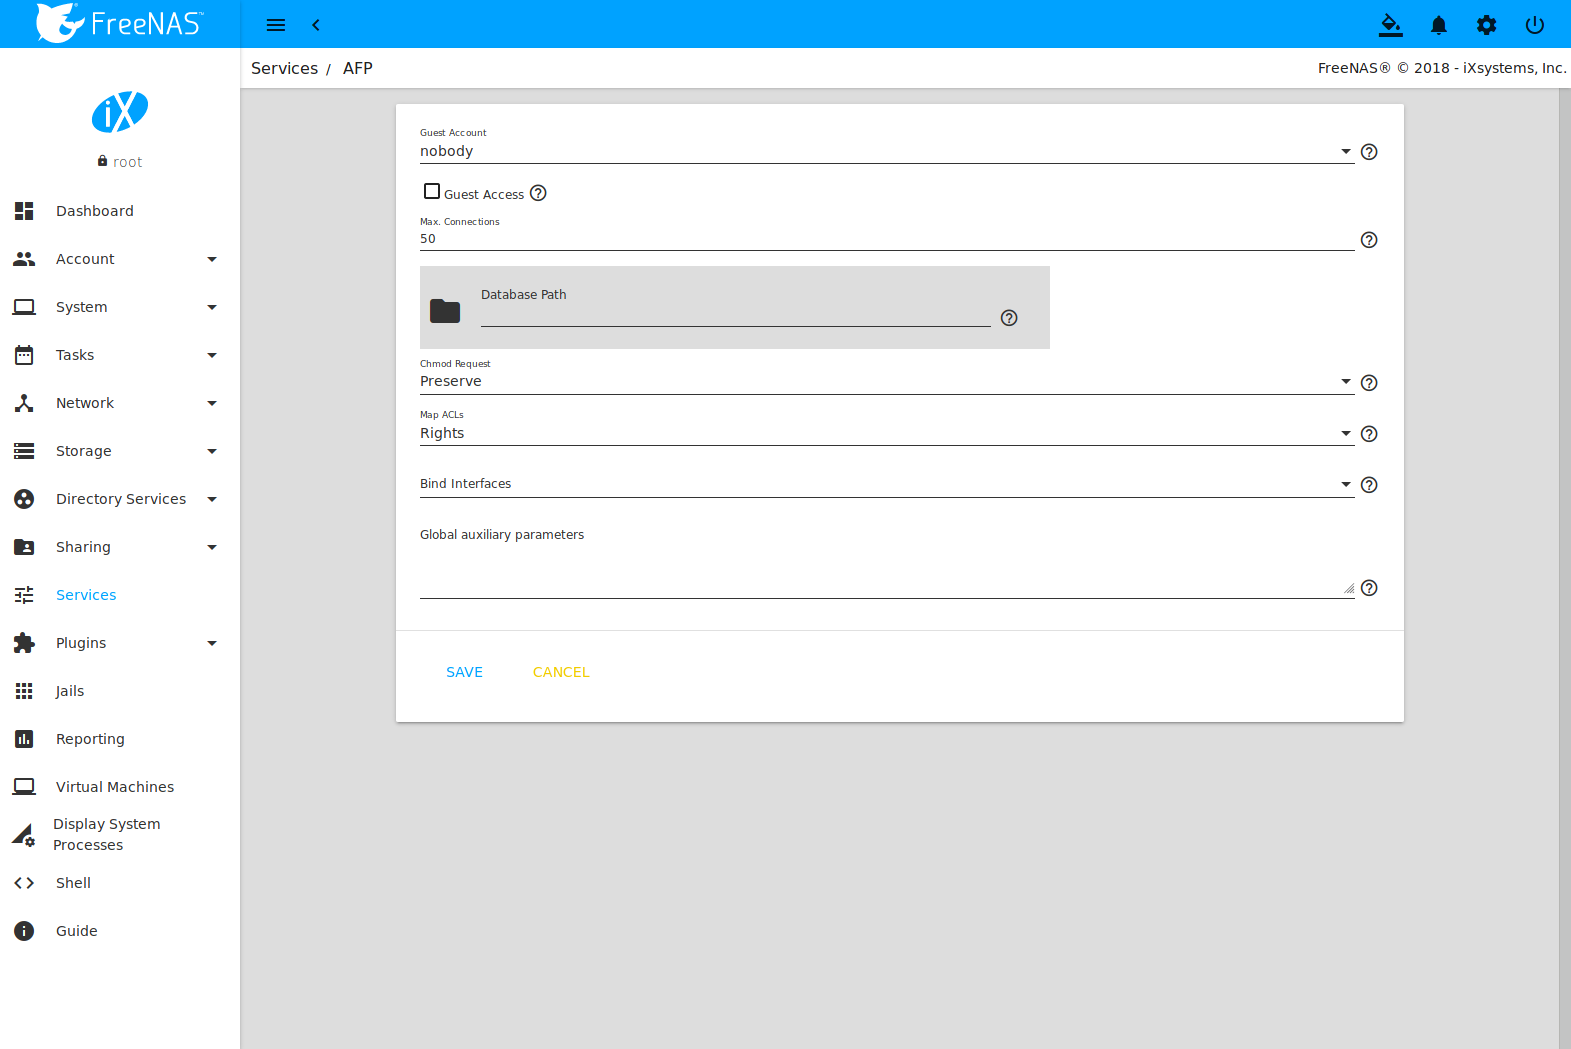 FreeNAS™
Services / AFP
FreeNAS® © 2018 - iXsystems, Inc.
iX
root
Dashboard
Account
System
Tasks
Network
Storage
Directory Services
Sharing
Services
Plugins
Jails
Reporting
Virtual Machines
Display System
Processes
Shell
Guide
Guest Account
nobody
Guest Access
Max. Connections
50
Database Path
Chmod Request
Preserve
Map ACLs
Rights
Bind Interfaces
Global auxiliary parameters
SAVE CANCEL